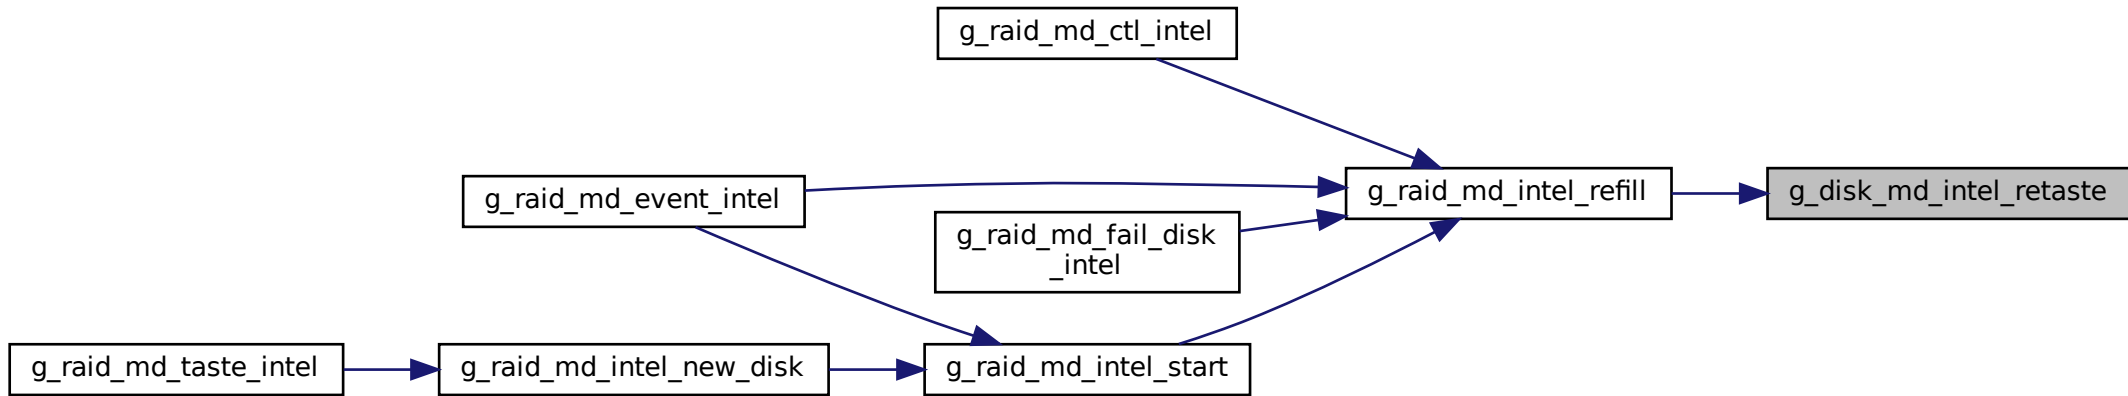 g_raid_md_ctl_intel
g_raid_md_event_intel
g_raid_md_intel_refill
g_disk_md_intel_retaste
g_raid_md_fail_disk
_intel
g_raid_md_taste_intel
g_raid_md_intel_new_disk
g_raid_md_intel_start